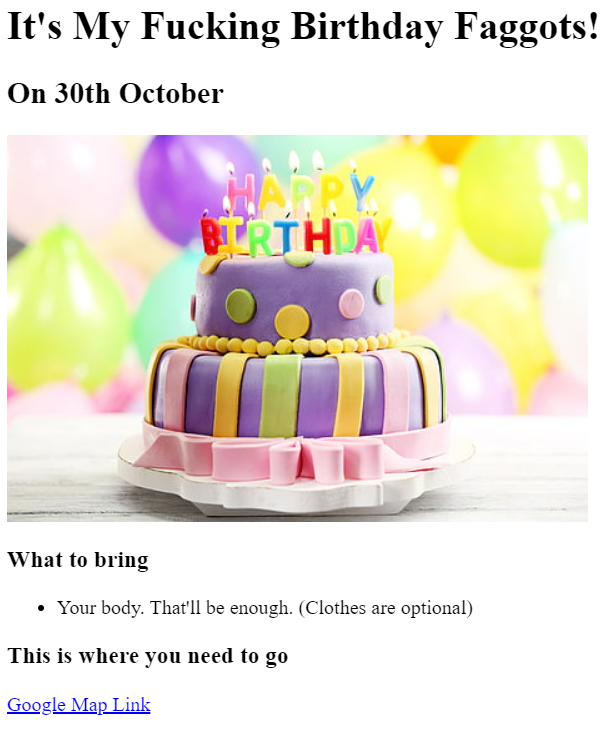 It's My Fucking Birthday Faggots!
On 30th October
HAPPY
BIRTHDAY
What to bring
Your body. That'll be enough. (Clothes are optional)
This is where you need to go
Google Map Link